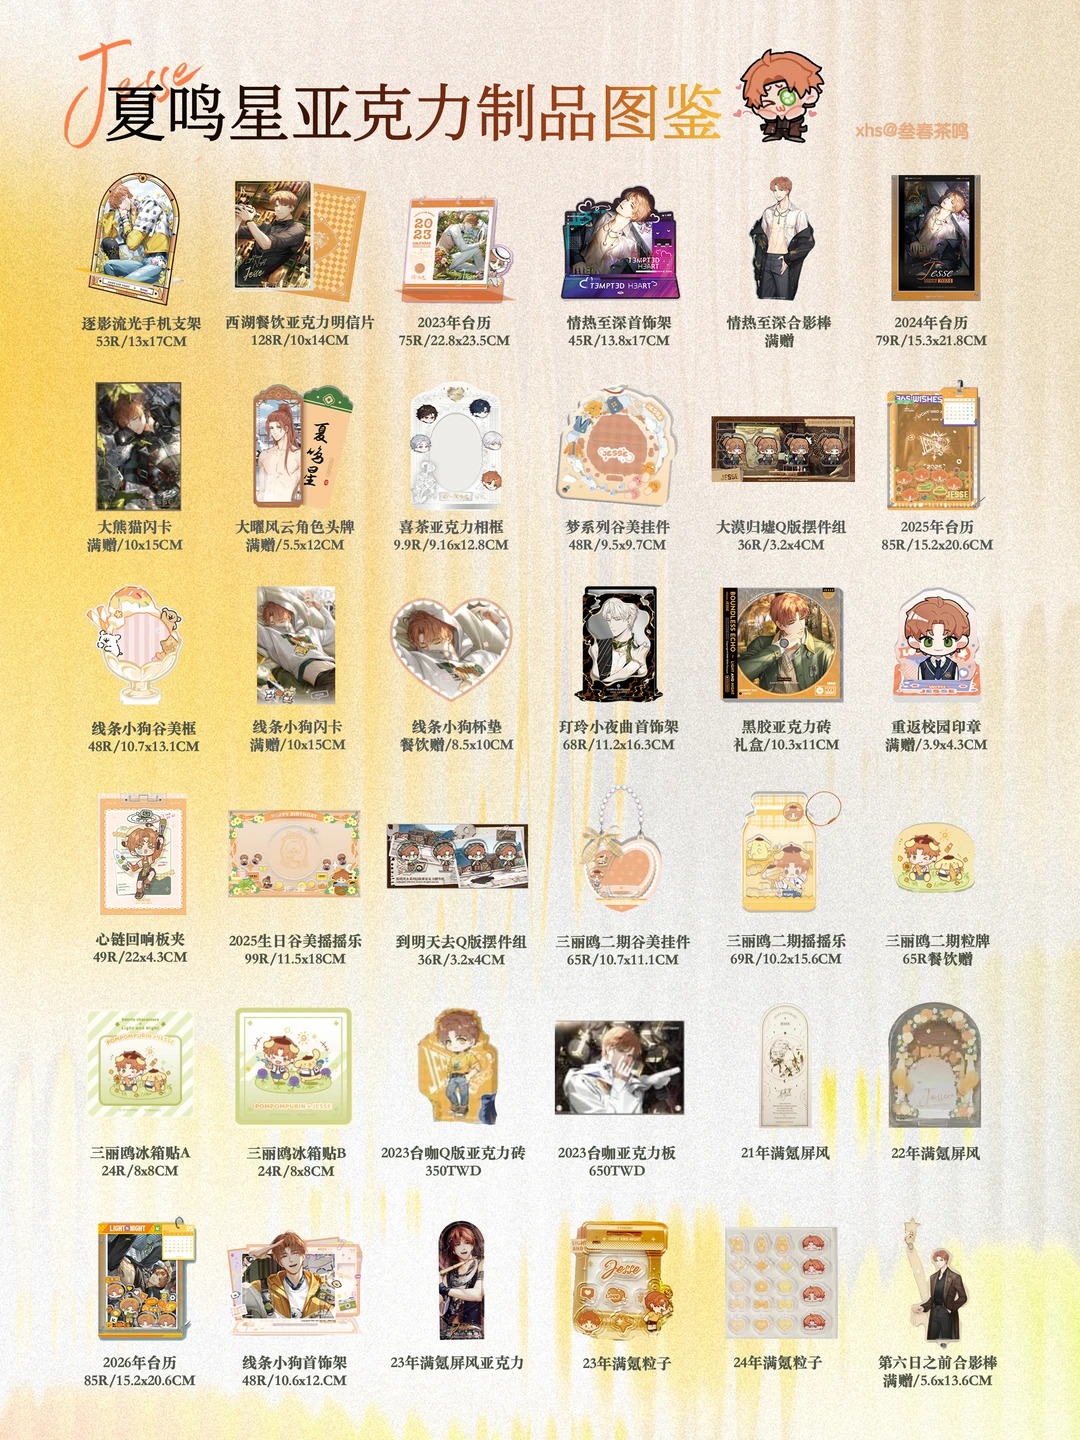 Jesse
夏鸣星亚克力制品图鉴
xhs@叁春茶鸣
逐影流光手机支架
53R/13x17CM
西湖餐饮亚克力明信片
128R/10x14CM
2023年台历
75R/22.8x23.5CM
情热至深首饰架
45R/13.8x17CM
情热至深合影棒
满赠
2024年台历
79R/15.3x21.8CM
大熊猫闪卡
满赠/10x15CM
大曜风云角色头牌
满赠/5.5x12CM
喜茶亚克力相框
9.9R/9.16x12.8CM
梦系列谷美挂件
48R/9.5x9.7CM
大漠归墟Q版摆件组
36R/3.2x4CM
2025年台历
85R/15.2x20.6CM
线条小狗谷美框
48R/10.7x13.1CM
线条小狗闪卡
满赠/10x15CM
线条小狗杯垫
餐饮赠/8.5x10CM
玎玲小夜曲首饰架
68R/11.2x16.3CM
黑胶亚克力砖
礼盒/10.3x11CM
重返校园印章
满赠/3.9x4.3CM
心链回响板夹
49R/22x4.3CM
2025生日谷美摇摇乐
99R/11.5x18CM
到明天去Q版摆件组
36R/3.2x4CM
三丽鸥二期谷美挂件
65R/10.7x11.1CM
三丽鸥二期摇摇乐
69R/10.2x15.6CM
三丽鸥二期粒牌
65R餐饮赠
三丽鸥冰箱贴A
24R/8x8CM
三丽鸥冰箱贴B
24R/8x8CM
2023台咖Q版亚克力砖
350TWD
2023台咖亚克力板
650TWD
21年满氪屏风
22年满氪屏风
2026年台历
85R/15.2x20.6CM
线条小狗首饰架
48R/10.6x12.CM
23年满氪屏风亚克力
23年满氪粒子
24年满氪粒子
第六日之前合影棒
满赠/5.6x13.6CM